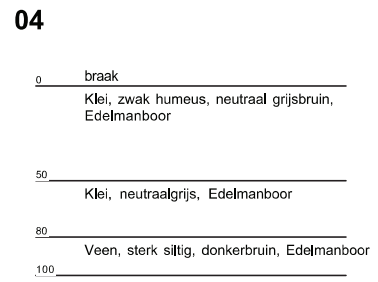 04
0 braak
Klei, zwak humeus, neutraal grijsbruin,
Edelmanboor
50
Klei, neutraalgrijs, Edelmanboor
80
Veen, sterk siltig, donkerbruin, Edelmanboor
100